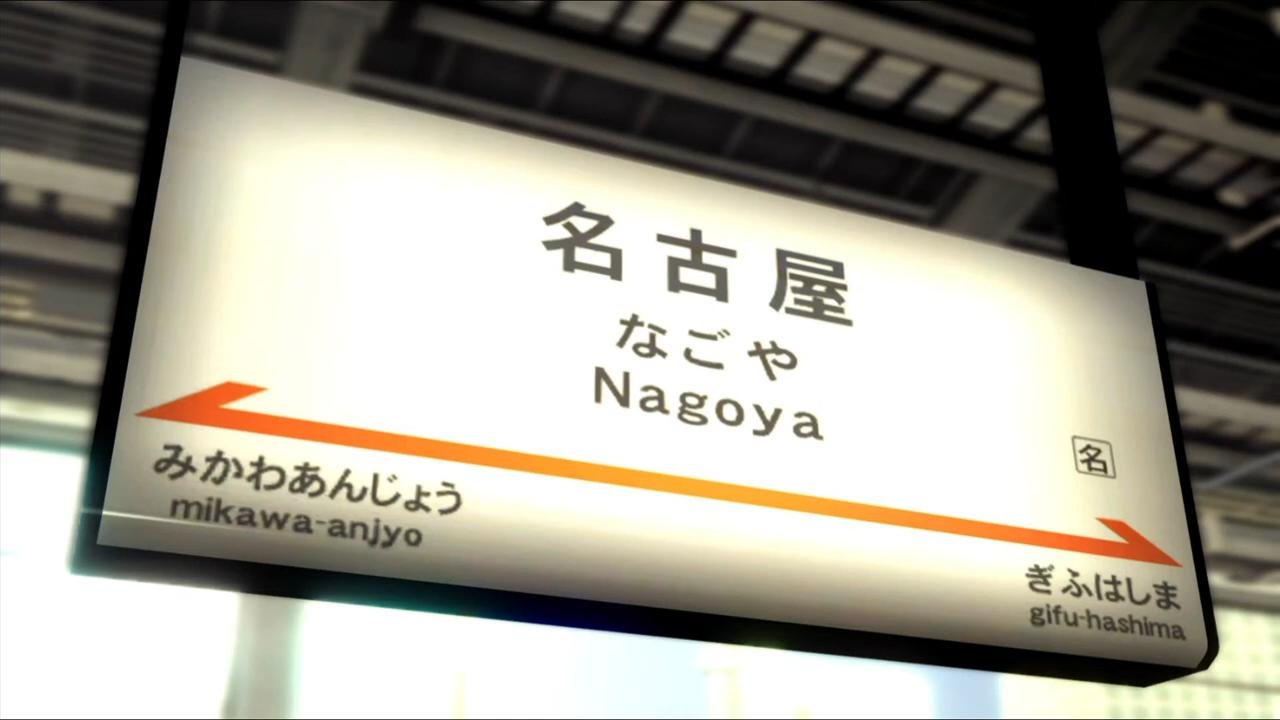 名古屋
なごや
Nagoya
名
みかわあんじょう
mikawa-anjyo
ぎふはしま
gifu-hashima